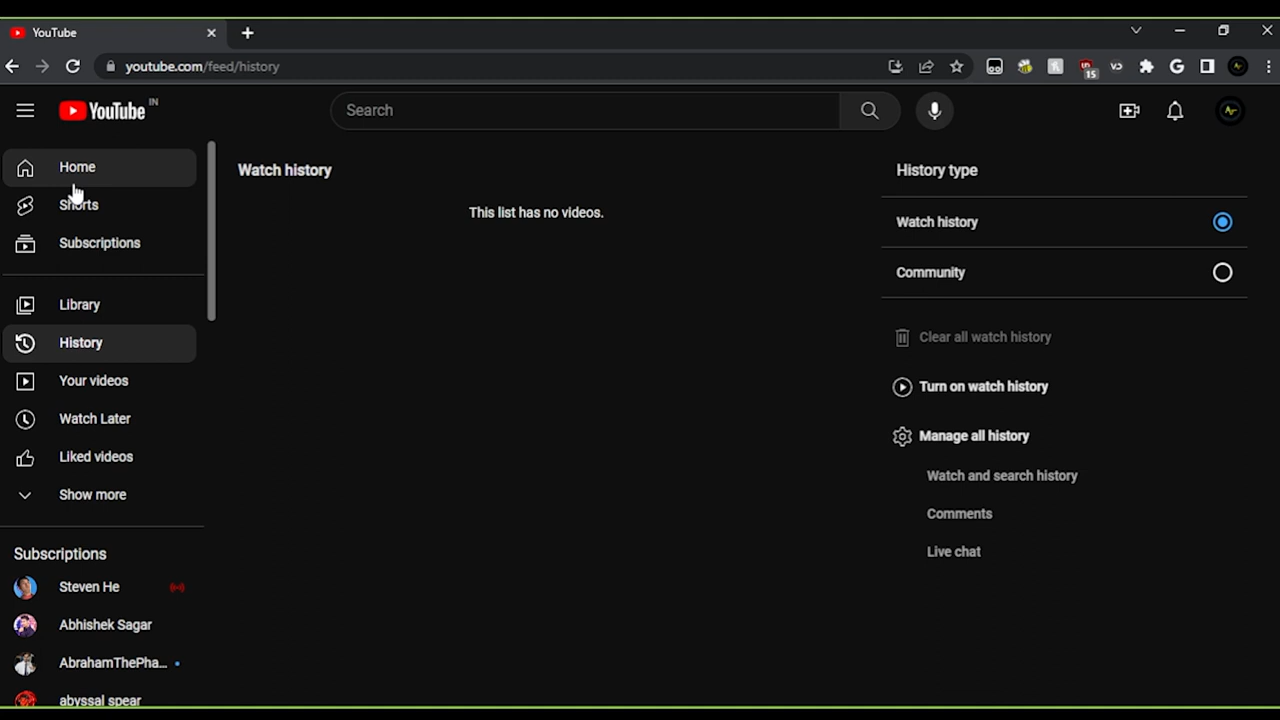 YouTube
youtube.com/feed/history
15
YouTube IN
Search
Home
Shorts
Subscriptions
Library
History
Your videos
Watch Later
Liked videos
Show more
Subscriptions
Steven He
Abhishek Sagar
AbrahamThePha...
abyssal spear
Watch history
This list has no videos.
History type
Watch history
Community
Clear all watch history
Turn on watch history
Manage all history
Watch and search history
Comments
Live chat